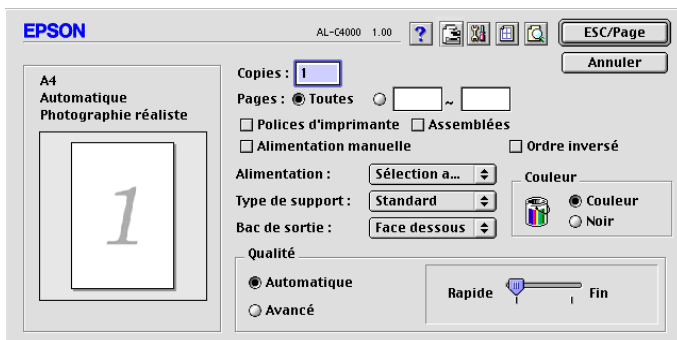 EPSON AL-C4000 1.00 ? ESC/Page
Annuler
A4
Automatique
Photographie réaliste
1
Copies : 1
Pages : Toutes ~
Polices d'imprimante Assemblées
Alimentation manuelle Ordre inversé
Alimentation : Sélection a...
Type de support : Standard
Bac de sortie : Face dessous
Couleur
Couleur
Noir
Qualité
Automatique
Avancé
Rapide Fin